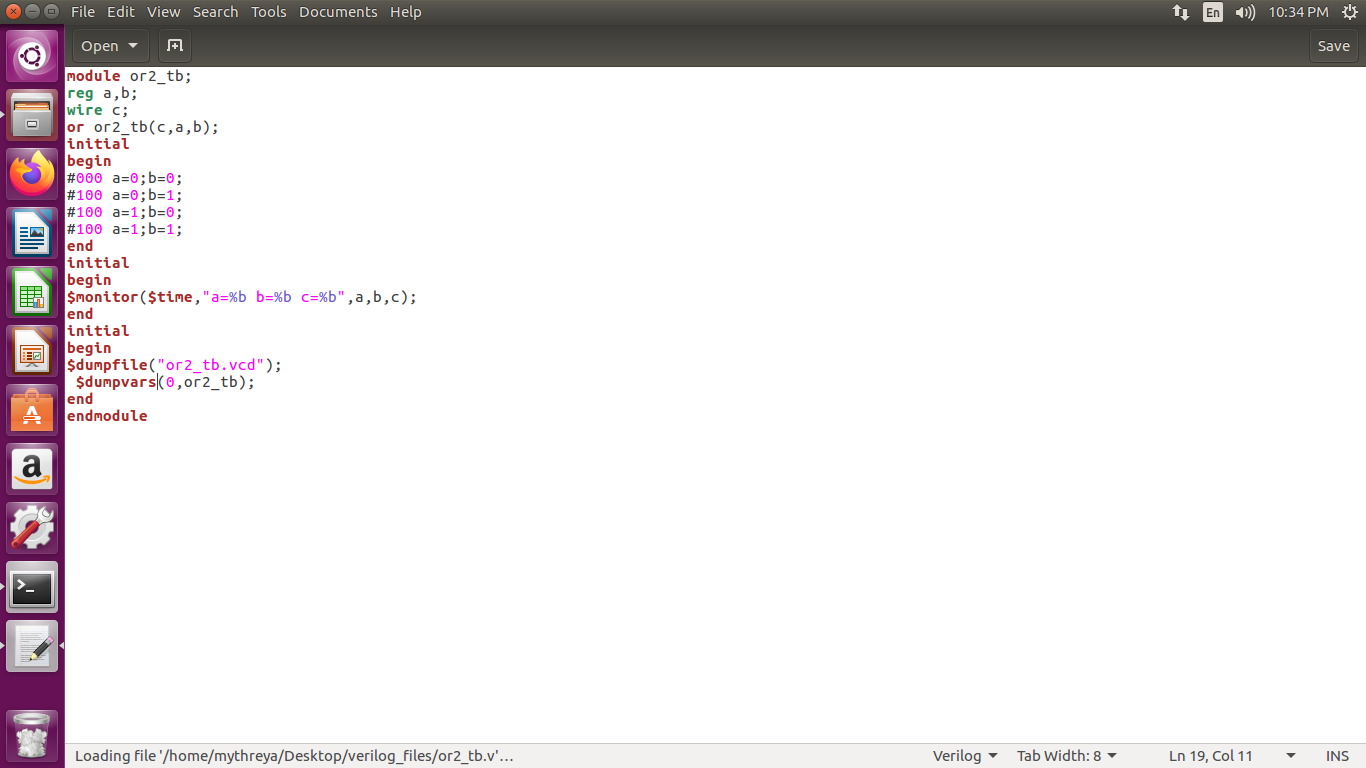 File Edit View Search Tools Documents Help
En 10:34 PM
Open Save
module or2_tb;
reg a,b;
wire c;
or or2_tb(c,a,b);
initial
begin
#000 a=0;b=0;
#100 a=0;b=1;
#100 a=1;b=0;
#100 a=1;b=1;
end
initial
begin
$monitor($time,"a=%b b=%b c=%b",a,b,c);
end
initial
begin
$dumpfile("or2_tb.vcd");
$dumpvars(0,or2_tb);
end
endmodule
Loading file '/home/mythreya/Desktop/verilog_files/or2_tb.v'… Verilog Tab Width: 8 Ln 19, Col 11 INS